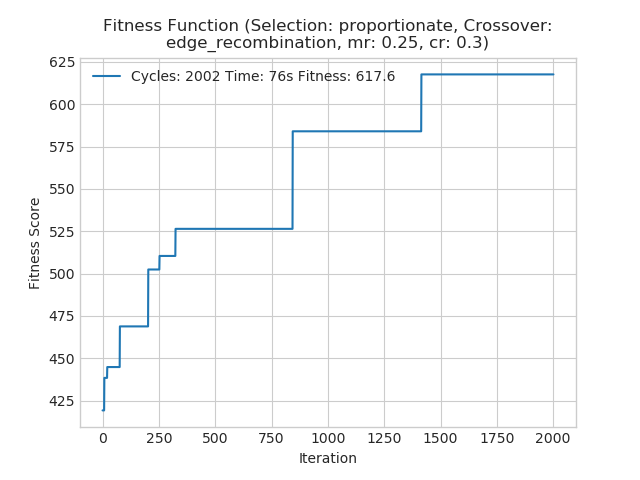 Fitness Function (Selection: proportionate, Crossover:
edge_recombination, mr: 0.25, cr: 0.3)
Cycles: 2002 Time: 76s Fitness: 617.6
Fitness Score
625
600
575
550
525
500
475
450
425
0 250 500 750 1000 1250 1500 1750 2000
Iteration